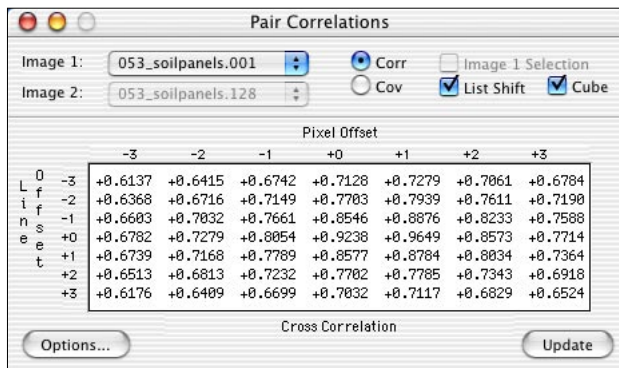 Pair Correlations
Image 1: 053_soilpanels.001 Corr Image 1 Selection
Image 2: 053_soilpanels.128 Cov List Shift Cube
Pixel Offset
-3 -2 -1 +0 +1 +2 +3
Line Offset
-3 +0.6137 +0.6415 +0.6742 +0.7128 +0.7279 +0.7061 +0.6784
-2 +0.6368 +0.6716 +0.7149 +0.7703 +0.7939 +0.7611 +0.7190
-1 +0.6603 +0.7032 +0.7661 +0.8546 +0.8876 +0.8233 +0.7588
+0 +0.6782 +0.7279 +0.8054 +0.9238 +0.9649 +0.8573 +0.7714
+1 +0.6739 +0.7168 +0.7789 +0.8577 +0.8784 +0.8034 +0.7364
+2 +0.6513 +0.6813 +0.7232 +0.7702 +0.7785 +0.7343 +0.6918
+3 +0.6176 +0.6409 +0.6699 +0.7032 +0.7117 +0.6829 +0.6524
Cross Correlation
Options... Update